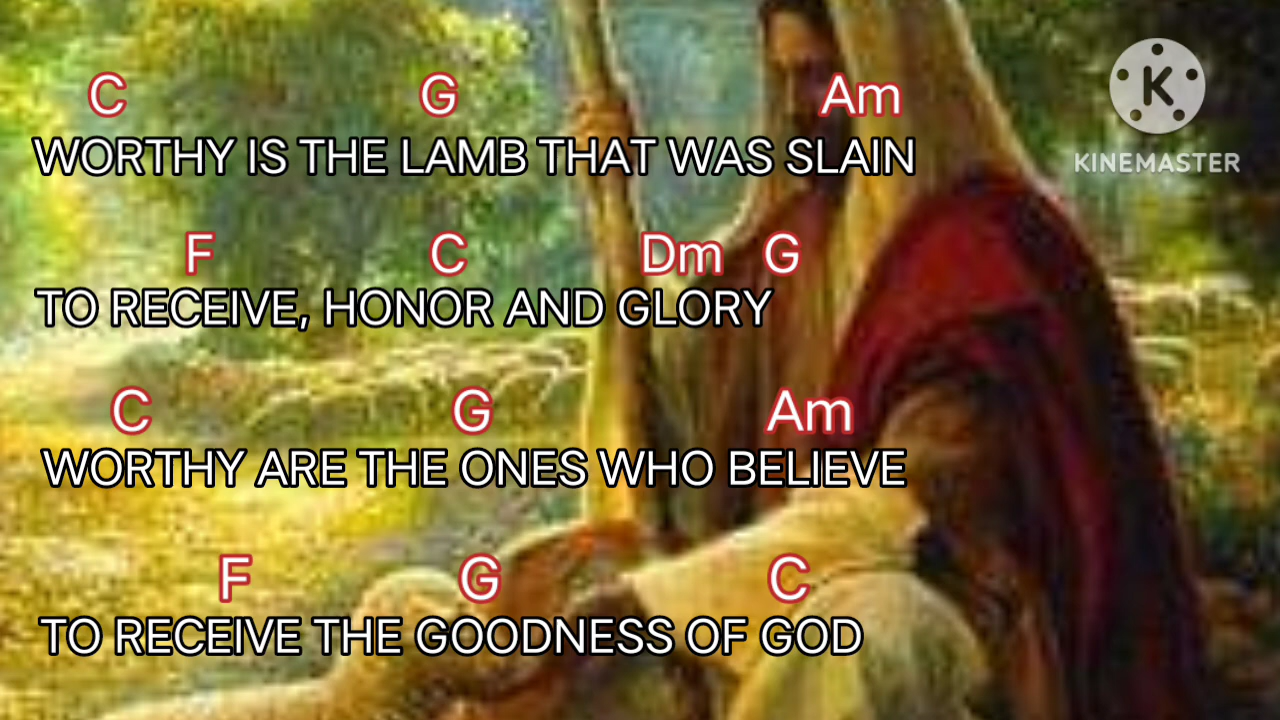 C G Am
WORTHY IS THE LAMB THAT WAS SLAIN
F C Dm G
TO RECEIVE, HONOR AND GLORY
C G Am
WORTHY ARE THE ONES WHO BELIEVE
F G C
TO RECEIVE THE GOODNESS OF GOD
K
KINEMASTER